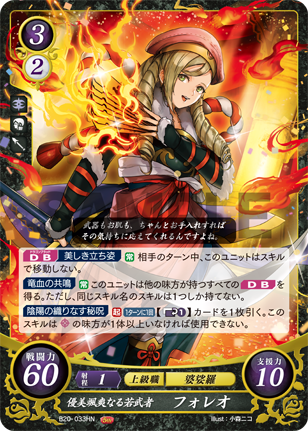 3
2
SAMPLE
武器もお肌も、ちゃんとお手入れすれば
その気持ちに応えてくれるんですよね。
DB 美しき立ち姿 常 相手のターン中、このユニットはスキル
で移動しない。
竜血の共鳴 常 このユニットは他の味方が持つすべての DB
を得る。ただし、同じスキル名のスキルは1つしか持てない。
陰陽の織りなす秘呪 起 1ターンに1回 カードを1枚引く。この
スキルは の味方が1体以上いなければ使用できない。
戦闘力
60
射程 1
上級職
婆娑羅
支援力
10
優美颯爽なる若武者 フォレオ
B20-033HN
Illust:小森ニコ